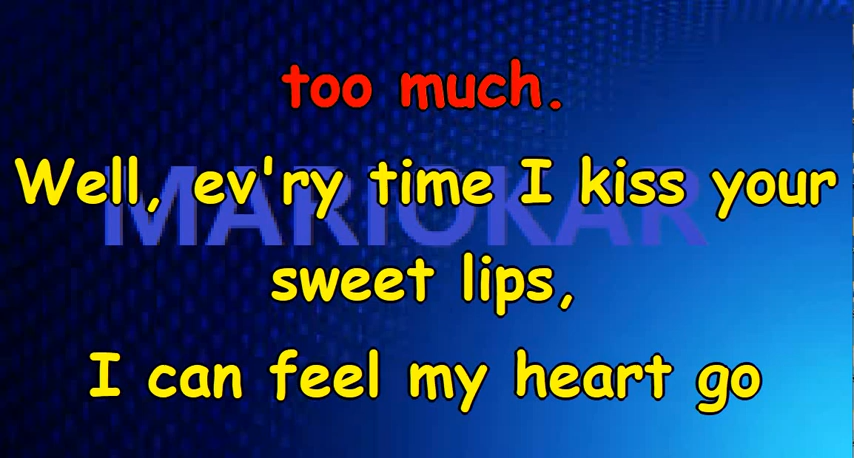 too much.
Well, ev'ry time I kiss your
MARIOKAR
sweet lips,
I can feel my heart go